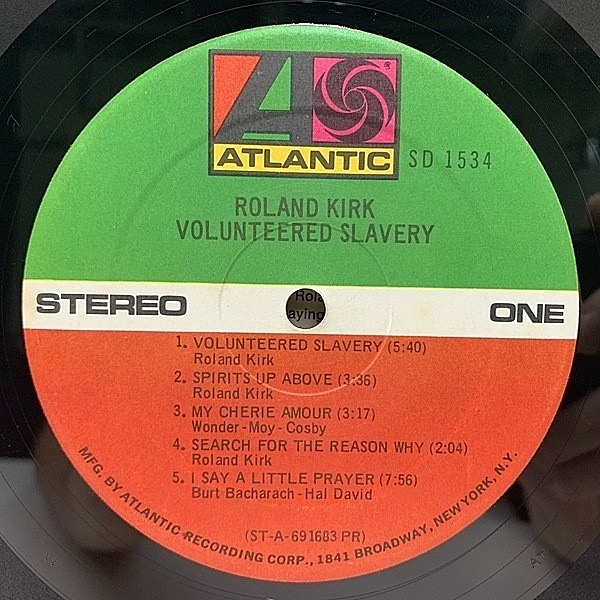 ATLANTIC ®
SD 1534
ROLAND KIRK
VOLUNTEERED SLAVERY
STEREO
ONE
Rola
aying
1. VOLUNTEERED SLAVERY (5:40)
Roland Kirk
2. SPIRITS UP ABOVE (3:36)
Roland Kirk
3. MY CHERIE AMOUR (3:17)
Wonder-Moy-Cosby
4. SEARCH FOR THE REASON WHY (2:04)
Roland Kirk
5. I SAY A LITTLE PRAYER (7:56)
Burt Bacharach-Hal David
(ST-A-691683 PR)
MFG. BY ATLANTIC RECORDING CORP., 1841 BROADWAY, NEW YORK, N.Y.